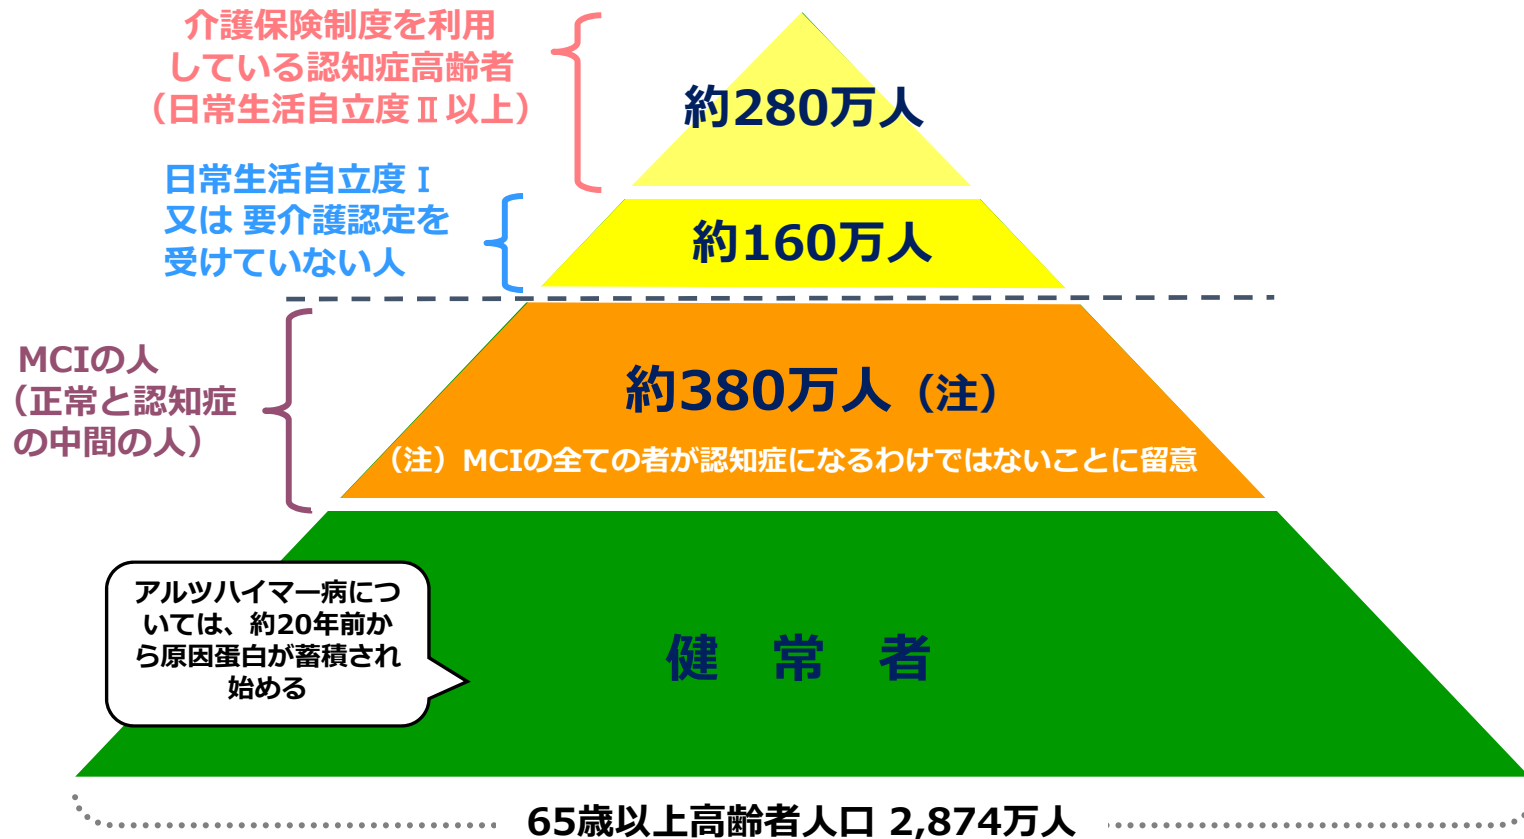 介護保険制度を利用
している認知症高齢者
（日常生活自立度Ⅱ以上）
約280万人
日常生活自立度Ⅰ
又は 要介護認定を
受けていない人
約160万人
MCIの人
（正常と認知症
の中間の人）
約380万人（注）
（注）MCIの全ての者が認知症になるわけではないことに留意
アルツハイマー病につ
いては、約20年前か
ら原因蛋白が蓄積され
始める
健　常　者
65歳以上高齢者人口 2,874万人